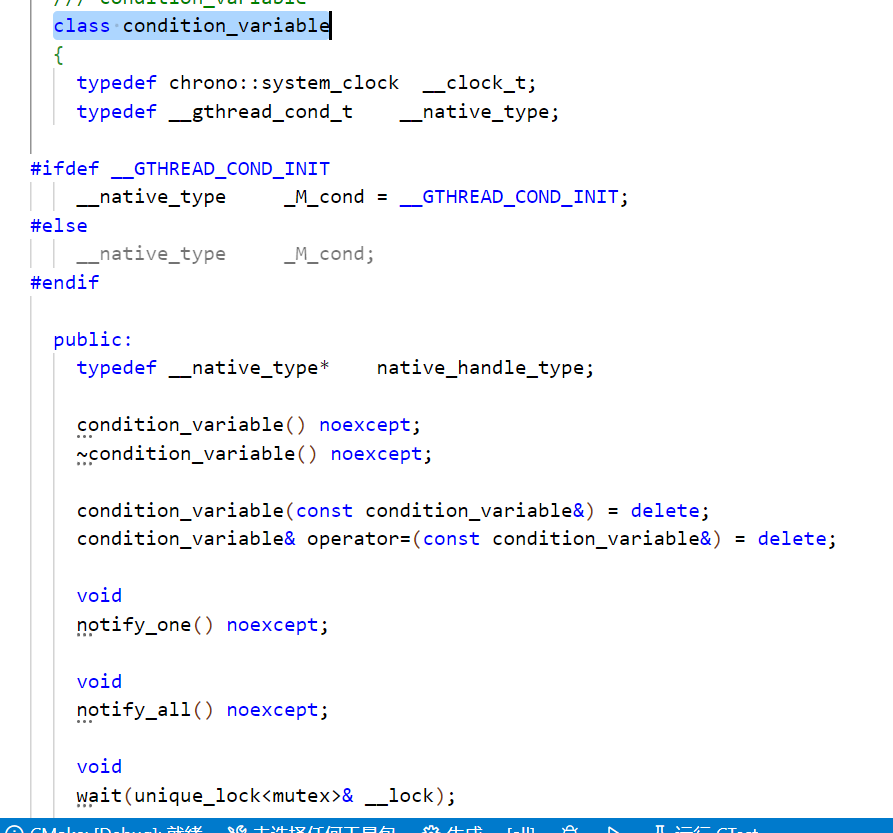 /// condition_variable
class condition_variable
{
typedef chrono::system_clock __clock_t;
typedef __gthread_cond_t __native_type;
#ifdef __GTHREAD_COND_INIT
__native_type _M_cond = __GTHREAD_COND_INIT;
#else
__native_type _M_cond;
#endif
public:
typedef __native_type* native_handle_type;
condition_variable() noexcept;
~condition_variable() noexcept;
condition_variable(const condition_variable&) = delete;
condition_variable& operator=(const condition_variable&) = delete;
void
notify_one() noexcept;
void
notify_all() noexcept;
void
wait(unique_lock<mutex>& __lock);
CMake: [Debug]: 就绪 未选择任何工具包 生成 [all] 运行 CTest